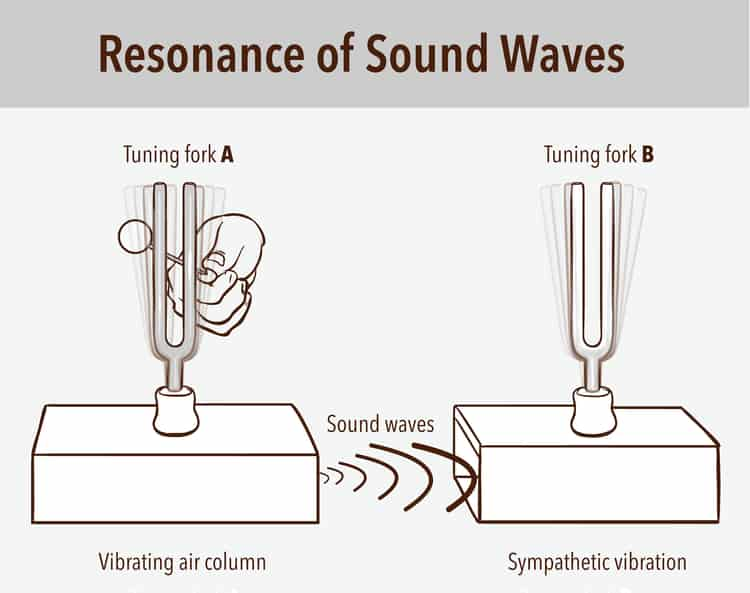 Resonance of Sound Waves
Tuning fork A
Tuning fork B
Sound waves
Vibrating air column
Sympathetic vibration